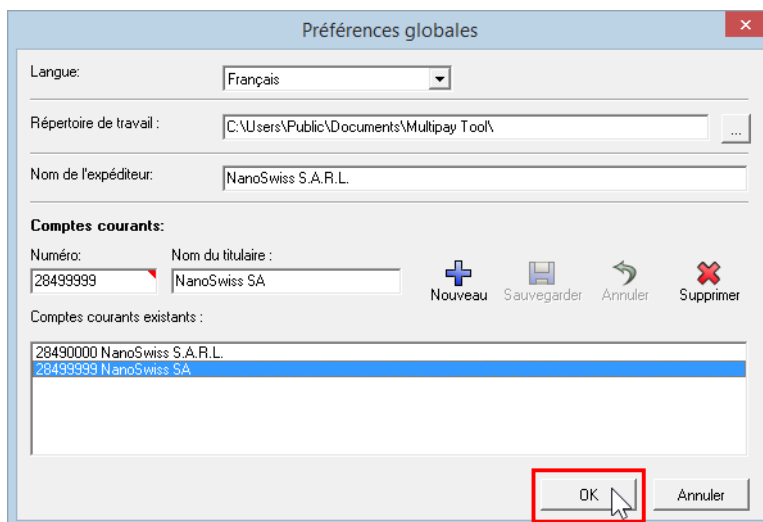 Préférences globales
Langue:
Français
Répertoire de travail :
C:\Users\Public\Documents\Multipay Tool\
...
Nom de l'expéditeur:
NanoSwiss S.A.R.L.
Comptes courants:
Numéro: Nom du titulaire :
28499999 NanoSwiss SA
Nouveau Sauvegarder Annuler Supprimer
Comptes courants existants :
28490000 NanoSwiss S.A.R.L.
28499999 NanoSwiss SA
OK Annuler